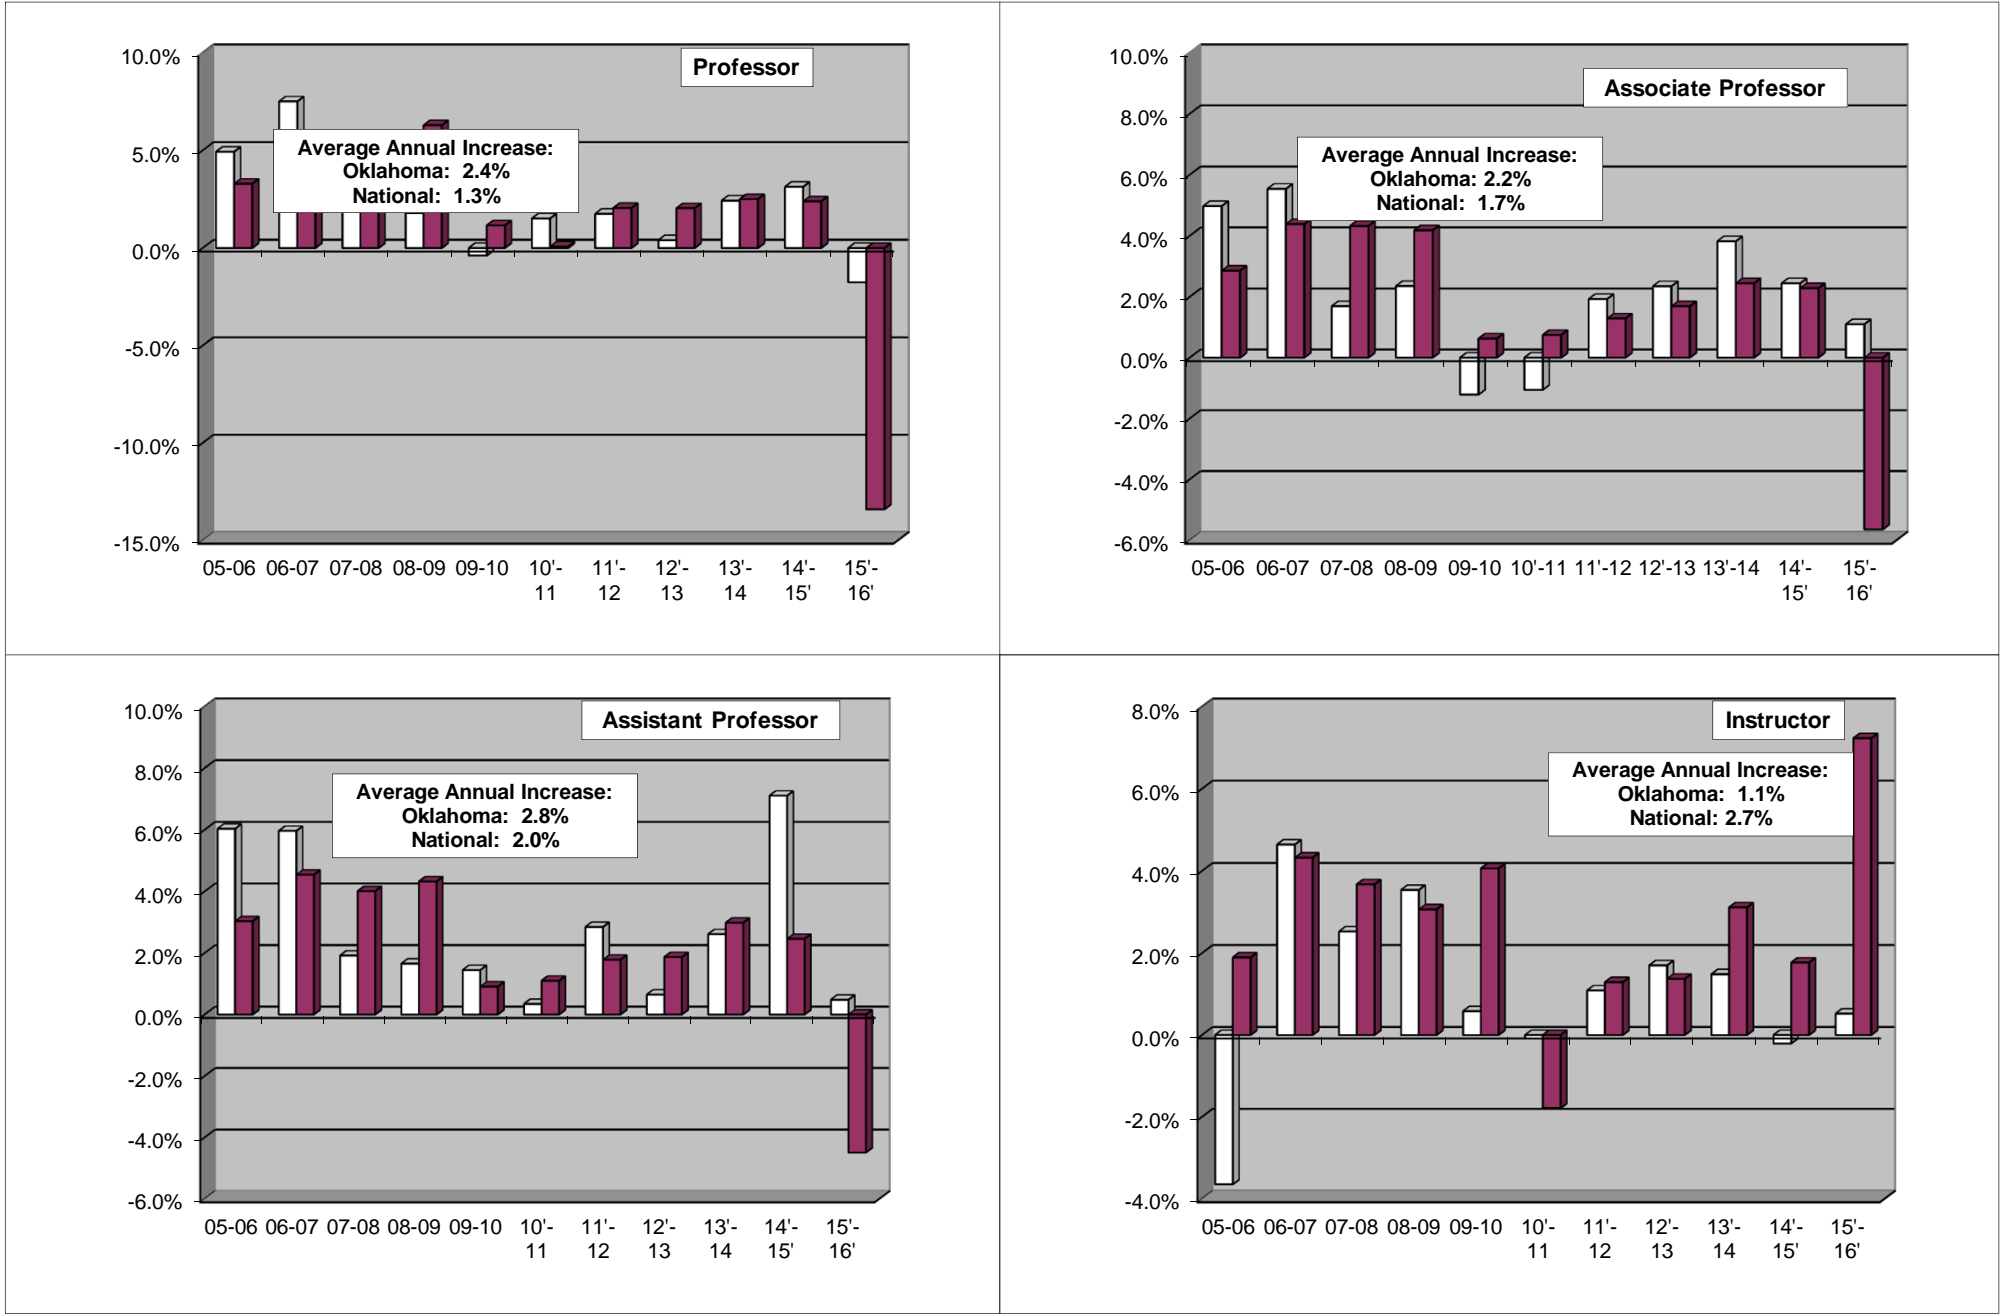 Professor
10.0%
5.0%
0.0%
-5.0%
-10.0%
-15.0%
Average Annual Increase:
Oklahoma: 2.4%
National: 1.3%
05-06 06-07 07-08 08-09 09-10 10'- 11'- 12'- 13'- 14'- 15'-
11 12 13 14 15' 16'
Associate Professor
10.0%
8.0%
6.0%
4.0%
2.0%
0.0%
-2.0%
-4.0%
-6.0%
Average Annual Increase:
Oklahoma: 2.2%
National: 1.7%
05-06 06-07 07-08 08-09 09-10 10'-11 11'-12 12'-13 13'-14 14'- 15'-
15' 16'
Assistant Professor
10.0%
8.0%
6.0%
4.0%
2.0%
0.0%
-2.0%
-4.0%
-6.0%
Average Annual Increase:
Oklahoma: 2.8%
National: 2.0%
05-06 06-07 07-08 08-09 09-10 10'- 11'- 12'- 13'- 14'- 15'-
11 12 13 14 15' 16'
Instructor
8.0%
6.0%
4.0%
2.0%
0.0%
-2.0%
-4.0%
Average Annual Increase:
Oklahoma: 1.1%
National: 2.7%
05-06 06-07 07-08 08-09 09-10 10'- 11'- 12'- 13'- 14'- 15'-
11 12 13 14 15' 16'